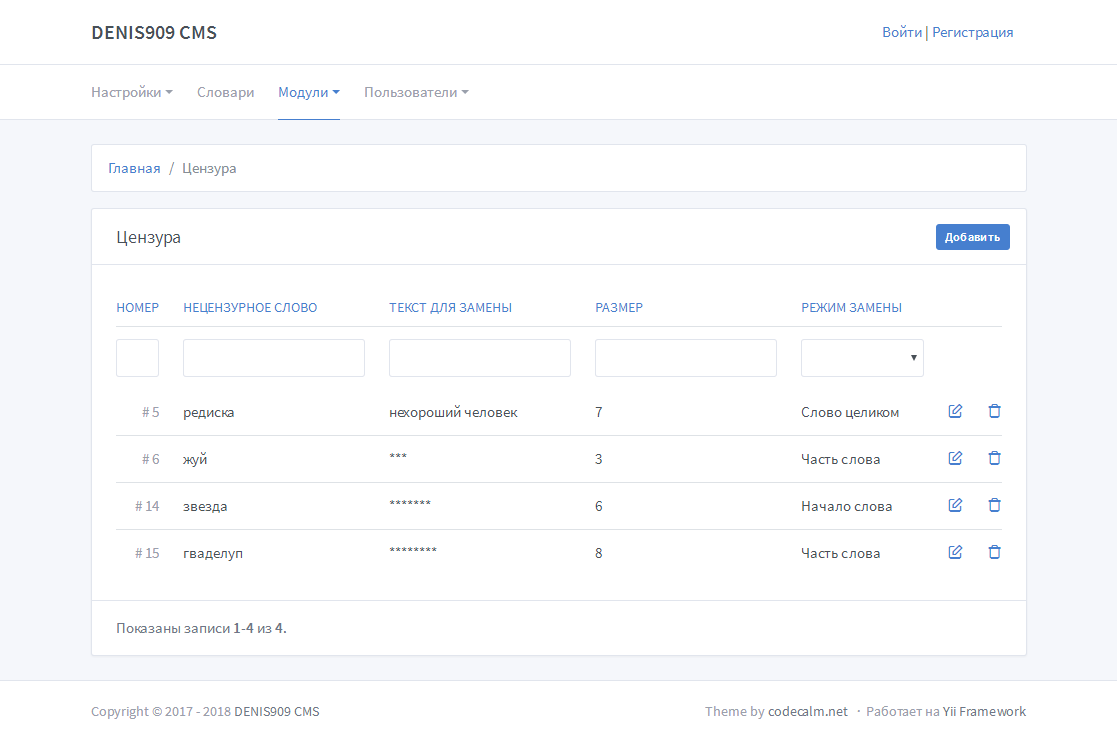 DENIS909 CMS
Войти | Регистрация
Настройки Словари Модули Пользователи
Главная / Цензура
Цензура
Добавить
НОМЕР НЕЦЕНЗУРНОЕ СЛОВО ТЕКСТ ДЛЯ ЗАМЕНЫ РАЗМЕР РЕЖИМ ЗАМЕНЫ
# 5 редиска нехороший человек 7 Слово целиком
# 6 жуй *** 3 Часть слова
# 14 звезда ******* 6 Начало слова
# 15 гваделуп ******** 8 Часть слова
Показаны записи 1-4 из 4.
Copyright © 2017 - 2018 DENIS909 CMS
Theme by codecalm.net · Работает на Yii Framework